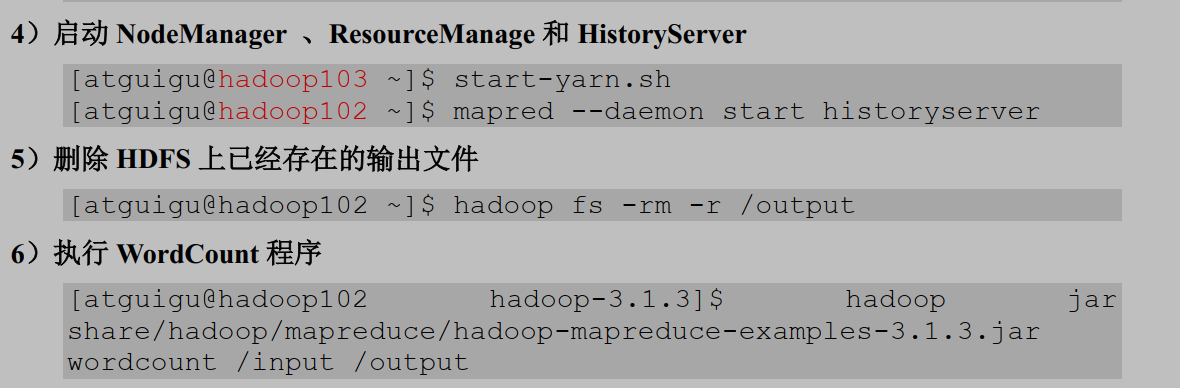 4）启动 NodeManager 、ResourceManage 和 HistoryServer
[atguigu@hadoop103 ~]$ start-yarn.sh
[atguigu@hadoop102 ~]$ mapred --daemon start historyserver
5）删除 HDFS 上已经存在的输出文件
[atguigu@hadoop102 ~]$ hadoop fs -rm -r /output
6）执行 WordCount 程序
[atguigu@hadoop102 hadoop-3.1.3]$ hadoop jar
share/hadoop/mapreduce/hadoop-mapreduce-examples-3.1.3.jar
wordcount /input /output